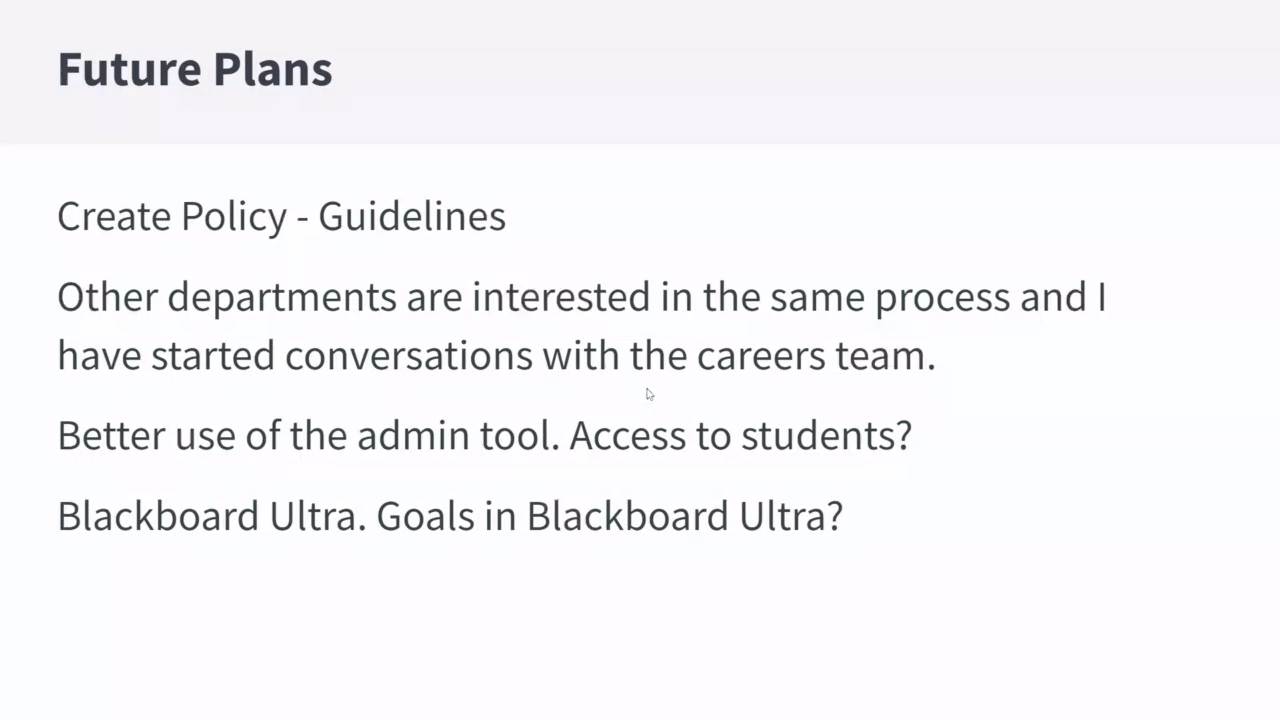 Future Plans
Create Policy - Guidelines
Other departments are interested in the same process and I
have started conversations with the careers team.
Better use of the admin tool. Access to students?
Blackboard Ultra. Goals in Blackboard Ultra?